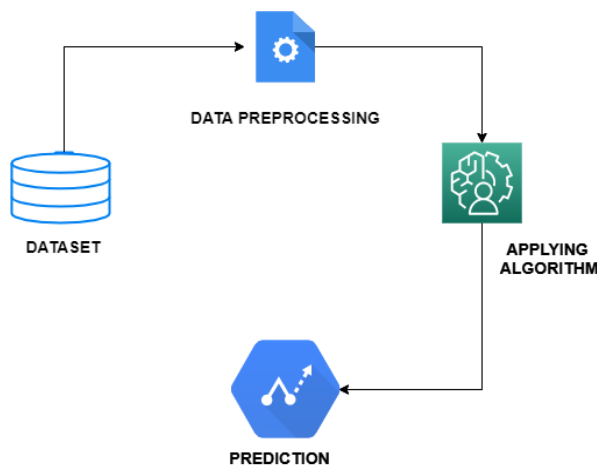 DATA PREPROCESSING
DATASET
APPLYING
ALGORITHM
PREDICTION